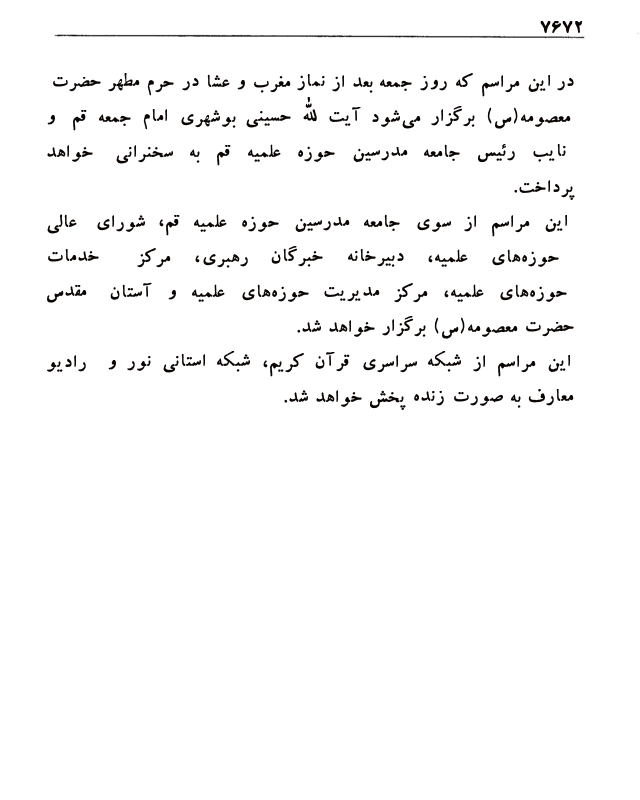 ۷۶۷۲
در این مراسم که روز جمعه بعد از نماز مغرب و عشا در حرم مطهر حضرت
معصومه(س) برگزار می‌شود آیت الله حسینی بوشهری امام جمعه قم و
نایب رئیس جامعه مدرسین حوزه علمیه قم به سخنرانی خواهد
پرداخت.
این مراسم از سوی جامعه مدرسین حوزه علمیه قم، شورای عالی
حوزه‌های علمیه، دبیرخانه خبرگان رهبری، مرکز خدمات
حوزه‌های علمیه، مرکز مدیریت حوزه‌های علمیه و آستان مقدس
حضرت معصومه(س) برگزار خواهد شد.
این مراسم از شبکه سراسری قرآن کریم، شبکه استانی نور و رادیو
معارف به صورت زنده پخش خواهد شد.